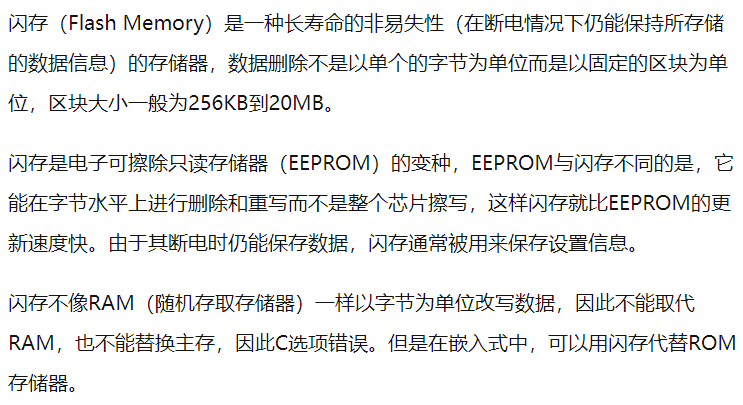 闪存（Flash Memory）是一种长寿命的非易失性（在断电情况下仍能保持所存储
的数据信息）的存储器，数据删除不是以单个的字节为单位而是以固定的区块为单
位，区块大小一般为256KB到20MB。
闪存是电子可擦除只读存储器（EEPROM）的变种，EEPROM与闪存不同的是，它
能在字节水平上进行删除和重写而不是整个芯片擦写，这样闪存就比EEPROM的更
新速度快。由于其断电时仍能保存数据，闪存通常被用来保存设置信息。
闪存不像RAM（随机存取存储器）一样以字节为单位改写数据，因此不能取代
RAM，也不能替换主存，因此C选项错误。但是在嵌入式中，可以用闪存代替ROM
存储器。